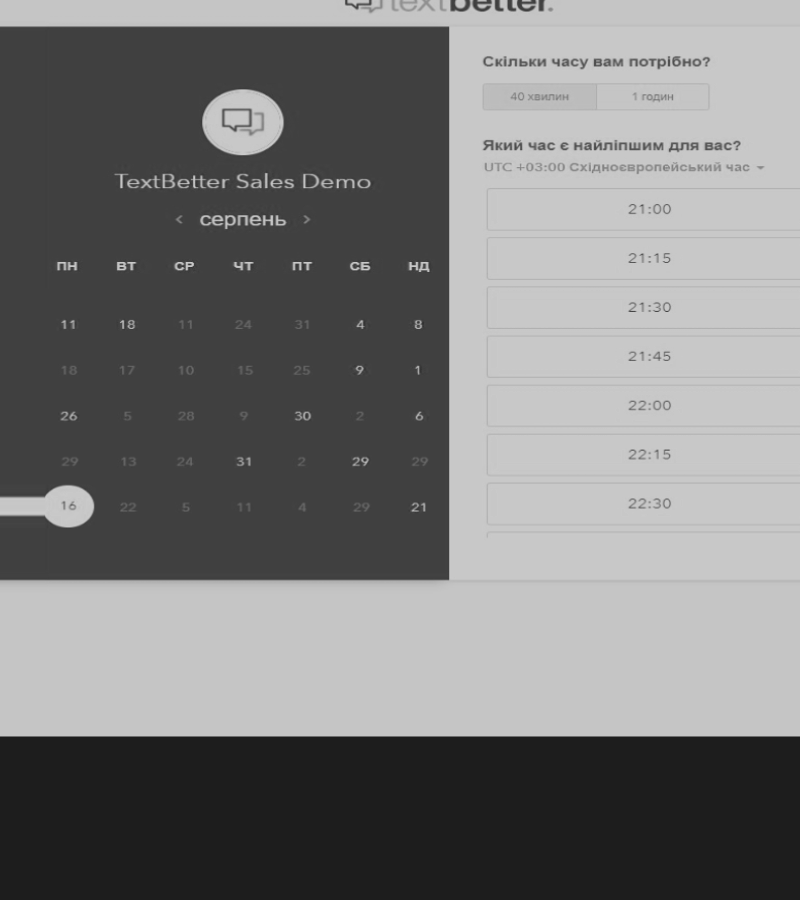 textbetter.
TextBetter Sales Demo
< серпень >
ПН ВТ СР ЧТ ПТ СБ НД
11 18 11 24 31 4 8
18 17 10 15 25 9 1
26 5 28 9 30 2 6
29 13 24 31 2 29 29
16 22 5 11 4 29 21
Скільки часу вам потрібно?
40 хвилин 1 годин
Який час є найліпшим для вас?
UTC +03:00 Східноєвропейський час
21:00
21:15
21:30
21:45
22:00
22:15
22:30